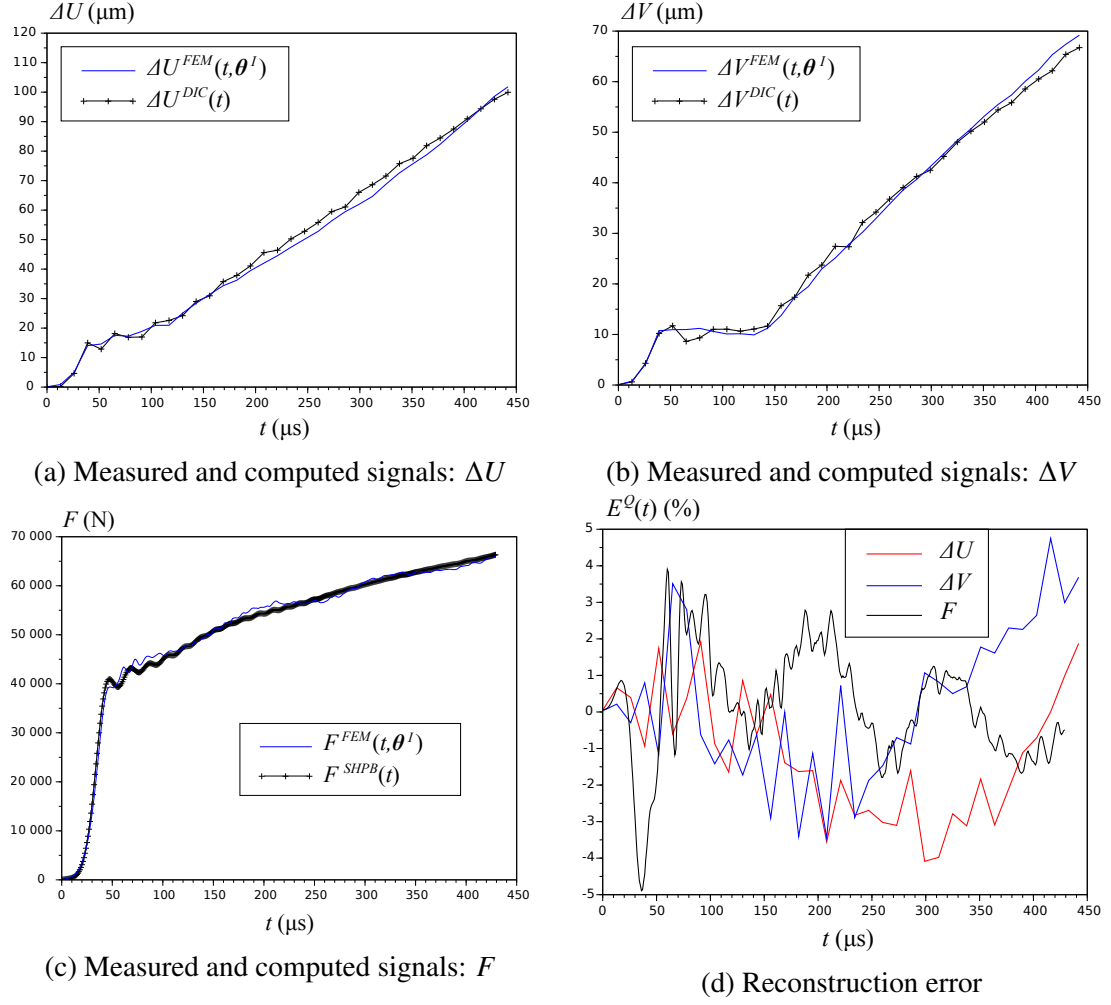 ΔU (μm)
120
110
100
90
80
70
60
50
40
30
20
10
0
ΔU^FEM(t,θ^I)
ΔU^DIC(t)
0 50 100 150 200 250 300 350 400 450
t (μs)
(a) Measured and computed signals: ΔU
ΔV (μm)
70
60
50
40
30
20
10
0
ΔV^FEM(t,θ^I)
ΔV^DIC(t)
0 50 100 150 200 250 300 350 400 450
t (μs)
(b) Measured and computed signals: ΔV
F (N)
70 000
60 000
50 000
40 000
30 000
20 000
10 000
0
F^FEM(t,θ^I)
F^SHPB(t)
0 50 100 150 200 250 300 350 400 450
t (μs)
(c) Measured and computed signals: F
E^Q(t) (%)
5
4
3
2
1
0
-1
-2
-3
-4
-5
ΔU
ΔV
F
0 50 100 150 200 250 300 350 400 450
t (μs)
(d) Reconstruction error